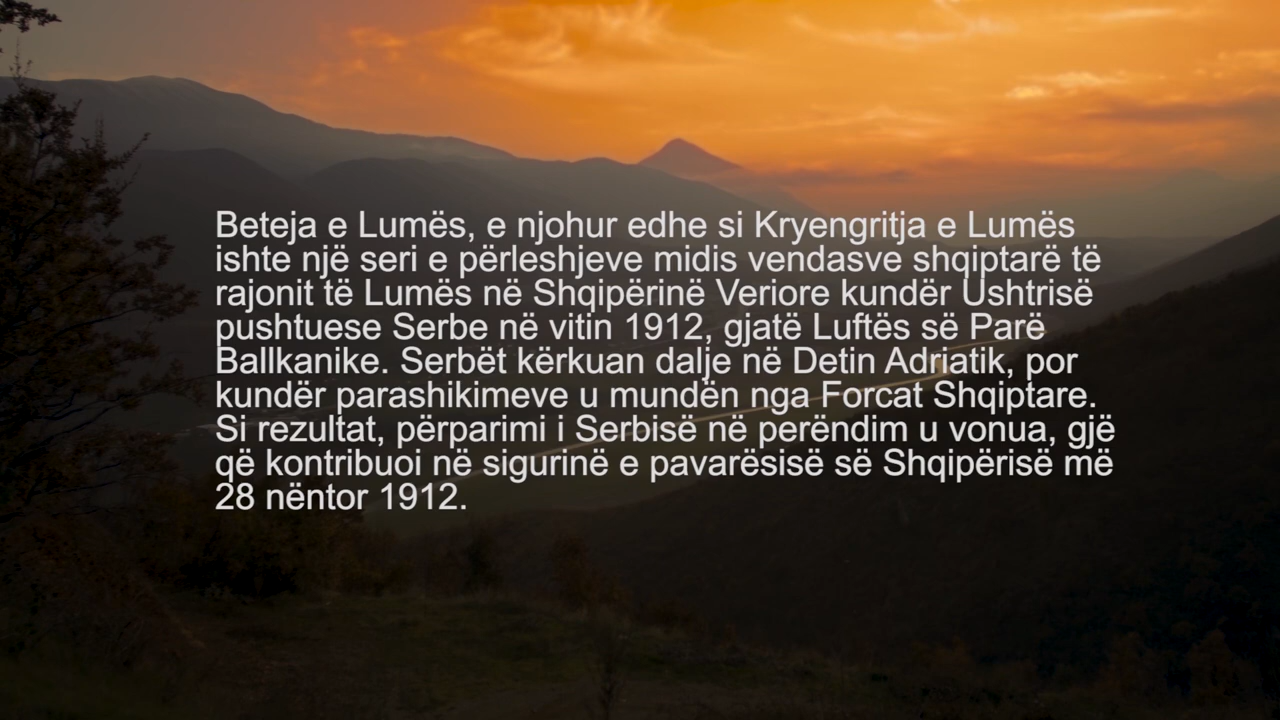 Beteja e Lumës, e njohur edhe si Kryengritja e Lumës
ishte një seri e përleshjeve midis vendasve shqiptarë të
rajonit të Lumës në Shqipërinë Veriore kundër Ushtrisë
pushtuese Serbe në vitin 1912, gjatë Luftës së Parë
Ballkanike. Serbët kërkuan dalje në Detin Adriatik, por
kundër parashikimeve u mundën nga Forcat Shqiptare.
Si rezultat, përparimi i Serbisë në perëndim u vonua, gjë
që kontribuoi në sigurinë e pavarësisë së Shqipërisë më
28 nëntor 1912.